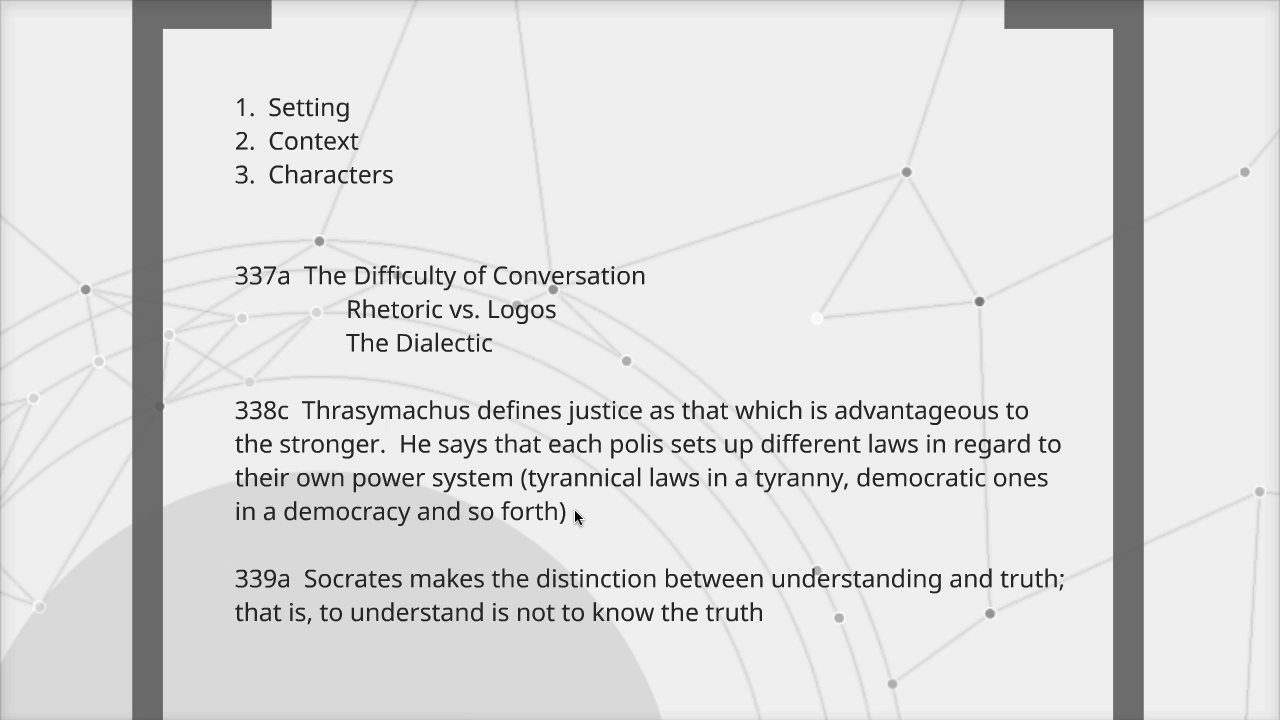 1. Setting
2. Context
3. Characters
337a The Difficulty of Conversation
Rhetoric vs. Logos
The Dialectic
338c Thrasymachus defines justice as that which is advantageous to
the stronger. He says that each polis sets up different laws in regard to
their own power system (tyrannical laws in a tyranny, democratic ones
in a democracy and so forth)
339a Socrates makes the distinction between understanding and truth;
that is, to understand is not to know the truth